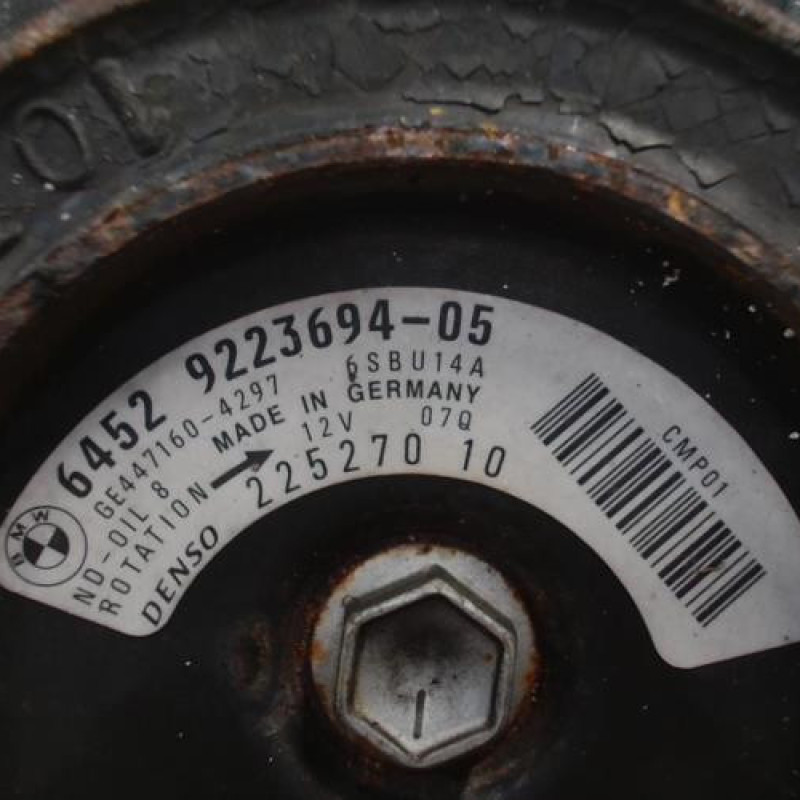 BMW
6452 9223694-05
GE447160-4297 6SBU14A
ND-OIL 8 MADE IN GERMANY
ROTATION 12V 07Q
DENSO 225270 10
CMP01